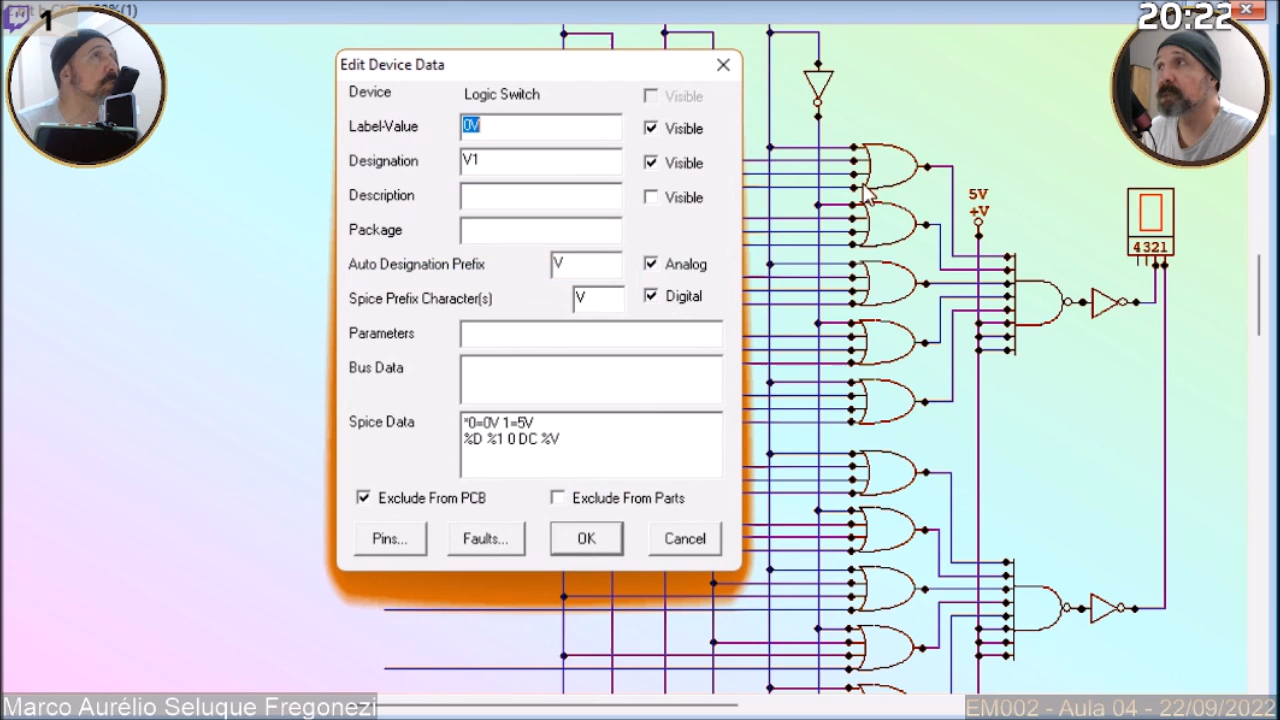 1
20:22
Edit Device Data
Device Logic Switch Visible
Label-Value 0V Visible
Designation V1 Visible
Description Visible
Package
Auto Designation Prefix V Analog
Spice Prefix Character(s) V Digital
Parameters
Bus Data
Spice Data *0=0V 1=5V
%D %1 0 DC %V
Exclude From PCB Exclude From Parts
Pins... Faults... OK Cancel
5V
+V
4321
Marco Aurélio Seluque Fregonezi
EM002 - Aula 04 - 22/09/2022